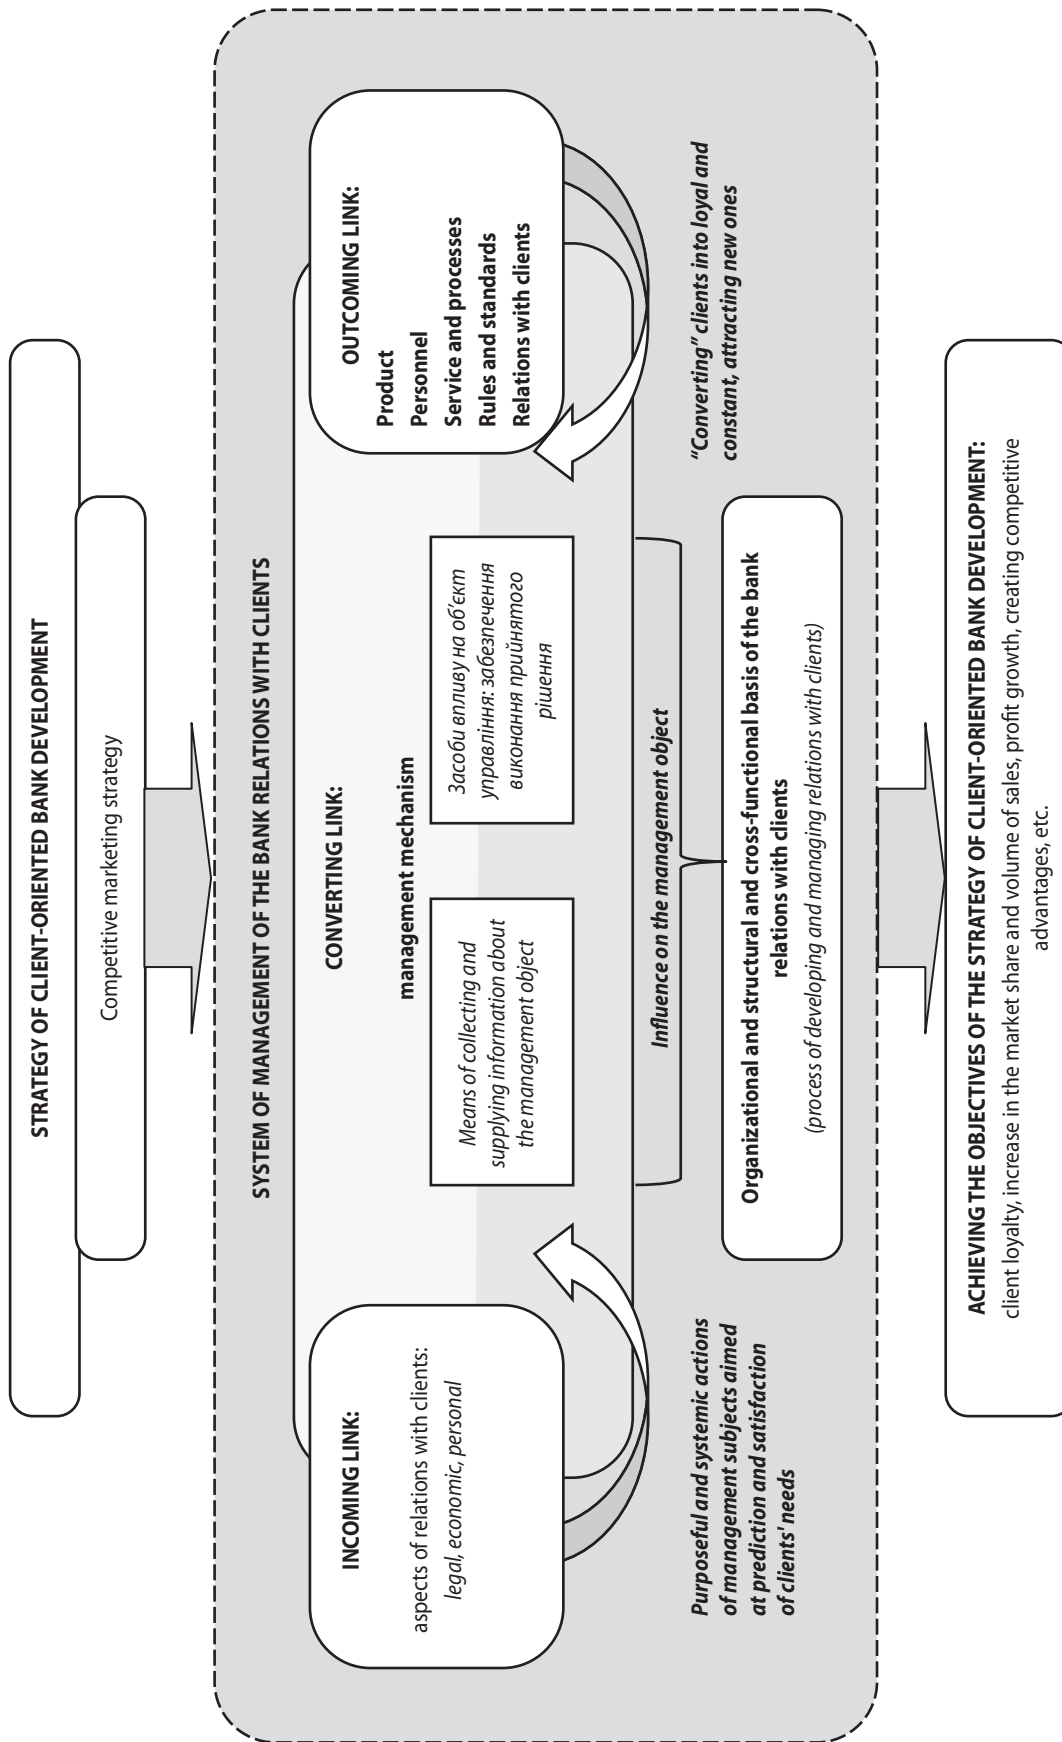 STRATEGY OF CLIENT-ORIENTED BANK DEVELOPMENT
Competitive marketing strategy
SYSTEM OF MANAGEMENT OF THE BANK RELATIONS WITH CLIENTS
INCOMING LINK:
aspects of relations with clients:
legal, economic, personal
CONVERTING LINK:
management mechanism
Means of collecting and
supplying information about
the management object
Засоби впливу на об’єкт
управління: забезпечення
виконання прийнятого
рішення
OUTCOMING LINK:
Product
Personnel
Service and processes
Rules and standards
Relations with clients
Influence on the management object
Purposeful and systemic actions
of management subjects aimed
at prediction and satisfaction
of clients' needs
Organizational and structural and cross-functional basis of the bank
relations with clients
(process of developing and managing relations with clients)
“Converting” clients into loyal and
constant, attracting new ones
ACHIEVING THE OBJECTIVES OF THE STRATEGY OF CLIENT-ORIENTED BANK DEVELOPMENT:
client loyalty, increase in the market share and volume of sales, profit growth, creating competitive
advantages, etc.